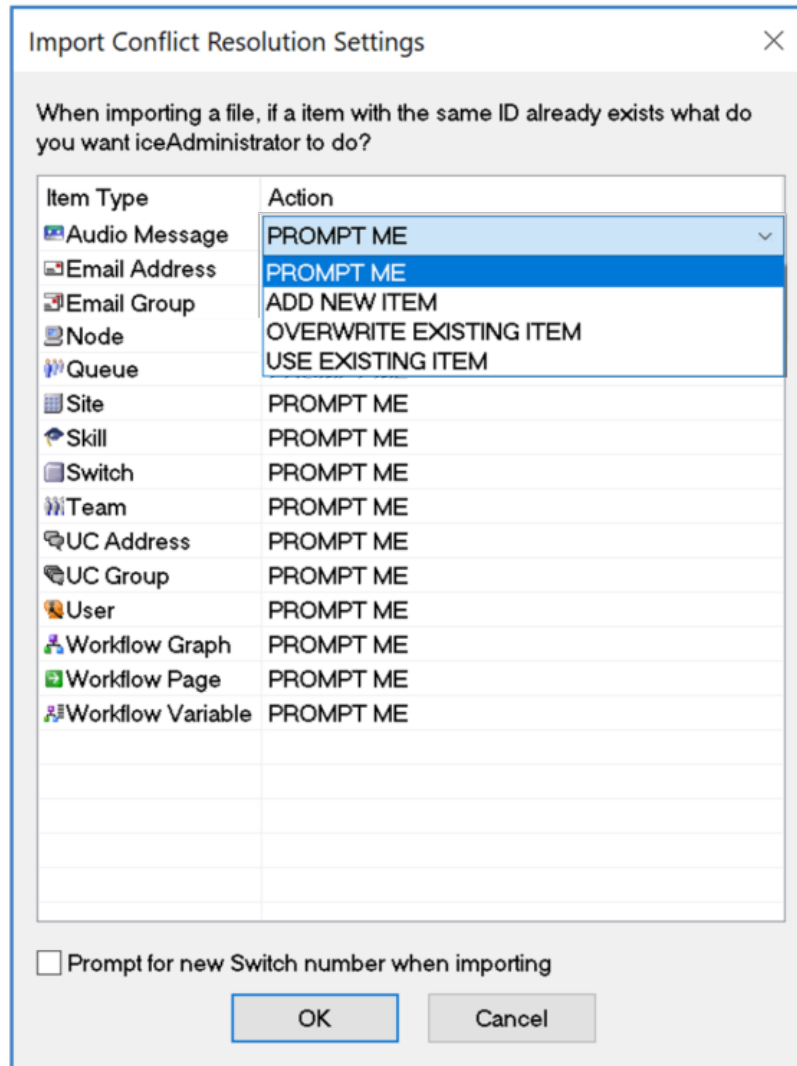 Import Conflict Resolution Settings
When importing a file, if a item with the same ID already exists what do
you want iceAdministrator to do?
Item Type Action
Audio Message PROMPT ME
Email Address PROMPT ME
Email Group ADD NEW ITEM
Node OVERWRITE EXISTING ITEM
Queue USE EXISTING ITEM
Site PROMPT ME
Skill PROMPT ME
Switch PROMPT ME
Team PROMPT ME
UC Address PROMPT ME
UC Group PROMPT ME
User PROMPT ME
Workflow Graph PROMPT ME
Workflow Page PROMPT ME
Workflow Variable PROMPT ME
Prompt for new Switch number when importing
OK Cancel